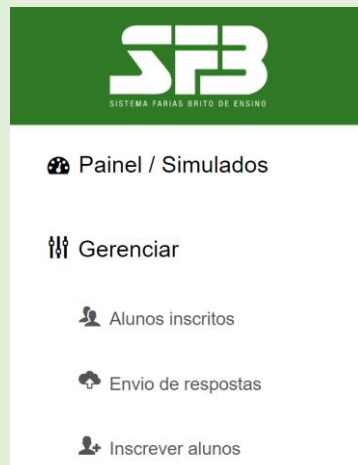 SFB
SISTEMA FARIAS BRITO DE ENSINO
Painel / Simulados
Gerenciar
Alunos inscritos
Envio de respostas
Inscrever alunos